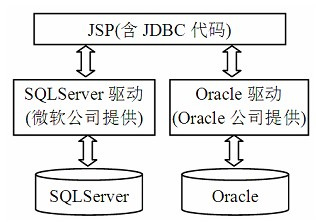 JSP(含 JDBC 代码)
SQLServer 驱动
(微软公司提供)
Oracle 驱动
(Oracle 公司提供)
SQLServer
Oracle